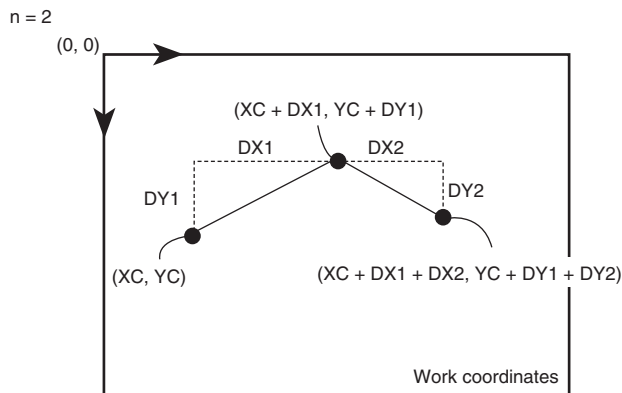 n = 2
(0, 0)
(XC + DX1, YC + DY1)
DX1
DX2
DY1
DY2
(XC, YC)
(XC + DX1 + DX2, YC + DY1 + DY2)
Work coordinates